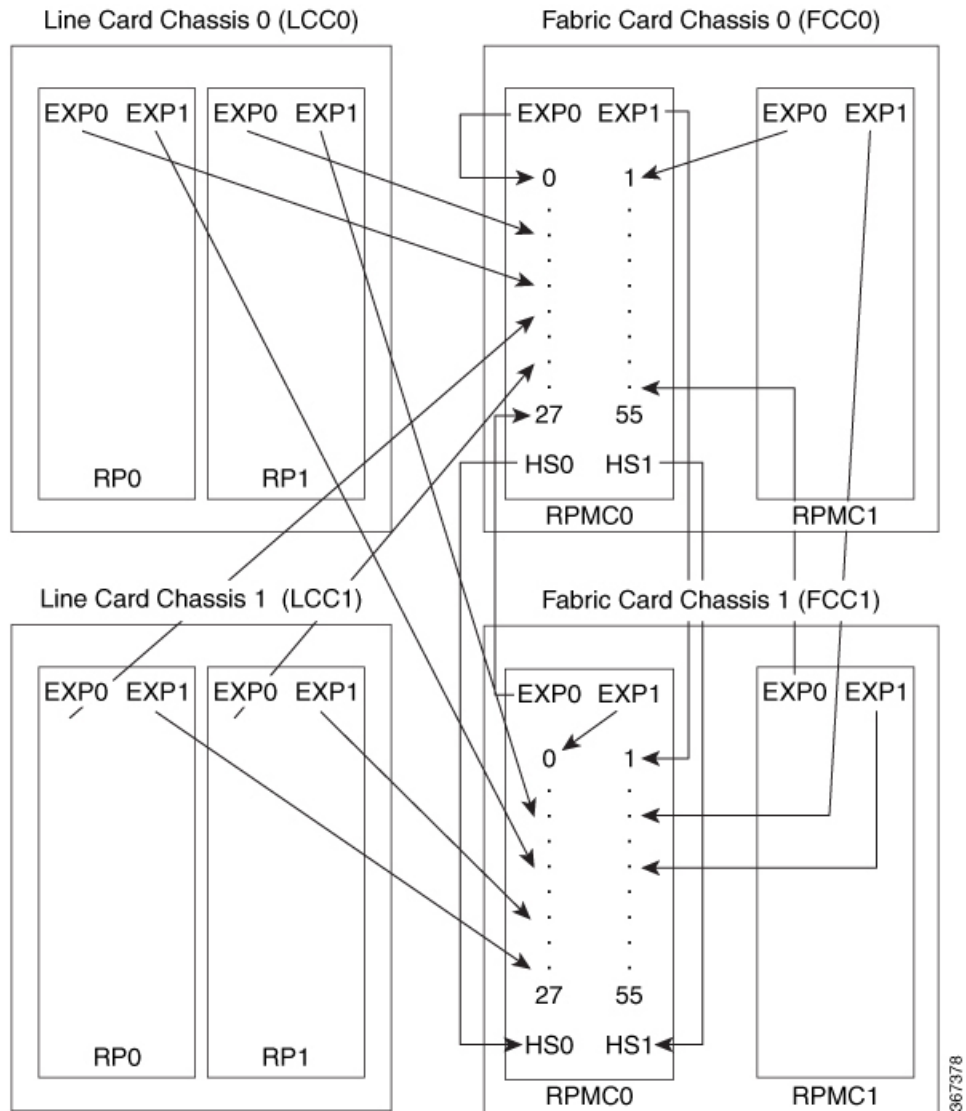 Line Card Chassis 0 (LCC0)
Fabric Card Chassis 0 (FCC0)
EXP0 EXP1 EXP0 EXP1
EXP0 EXP1
EXP0 EXP1
0 1
27 55
HS0 HS1
RP0
RP1
RPMC0
RPMC1
Line Card Chassis 1 (LCC1)
Fabric Card Chassis 1 (FCC1)
EXP0 EXP1 EXP0 EXP1
EXP0 EXP1
EXP0 EXP1
0 1
27 55
HS0 HS1
RP0
RP1
RPMC0
RPMC1
367378